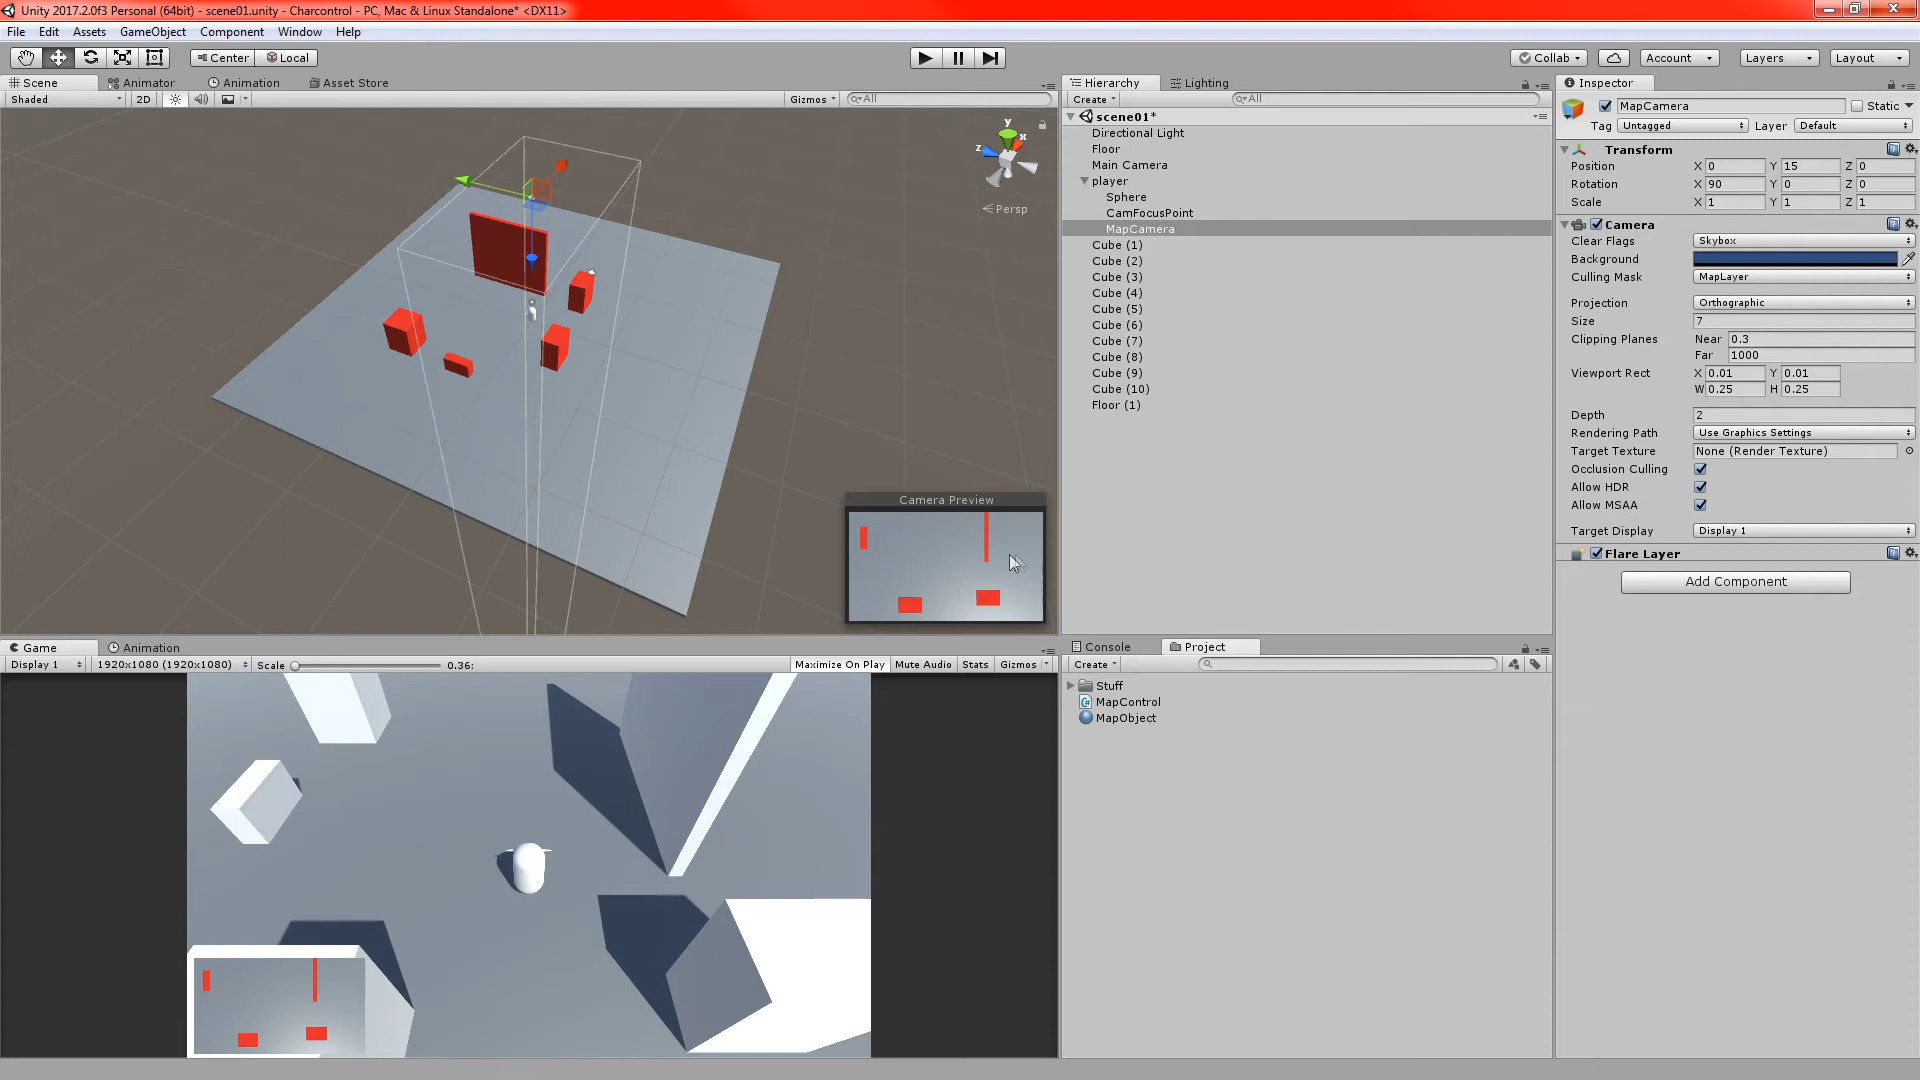 Unity 2017.2.0f3 Personal (64bit) - scene01.unity - Charcontrol - PC, Mac & Linux Standalone* <DX11>
File Edit Assets GameObject Component Window Help
Center Local Collab Account Layers Layout
Scene Animator Animation Asset Store
Shaded 2D Gizmos All
y
x
z
Persp
Camera Preview
Game Animation
Display 1 1920x1080 (1920x1080) Scale 0.36: Maximize On Play Mute Audio Stats Gizmos
Hierarchy Lighting
Create All
scene01*
Directional Light
Floor
Main Camera
player
Sphere
CamFocusPoint
MapCamera
Cube (1)
Cube (2)
Cube (3)
Cube (4)
Cube (5)
Cube (6)
Cube (7)
Cube (8)
Cube (9)
Cube (10)
Floor (1)
Console Project
Create
Stuff
MapControl
MapObject
Inspector
MapCamera Static
Tag Untagged Layer Default
Transform
Position X 0 Y 15 Z 0
Rotation X 90 Y 0 Z 0
Scale X 1 Y 1 Z 1
Camera
Clear Flags Skybox
Background
Culling Mask MapLayer
Projection Orthographic
Size 7
Clipping Planes Near 0.3
Far 1000
Viewport Rect X 0.01 Y 0.01
W 0.25 H 0.25
Depth 2
Rendering Path Use Graphics Settings
Target Texture None (Render Texture)
Occlusion Culling
Allow HDR
Allow MSAA
Target Display Display 1
Flare Layer
Add Component